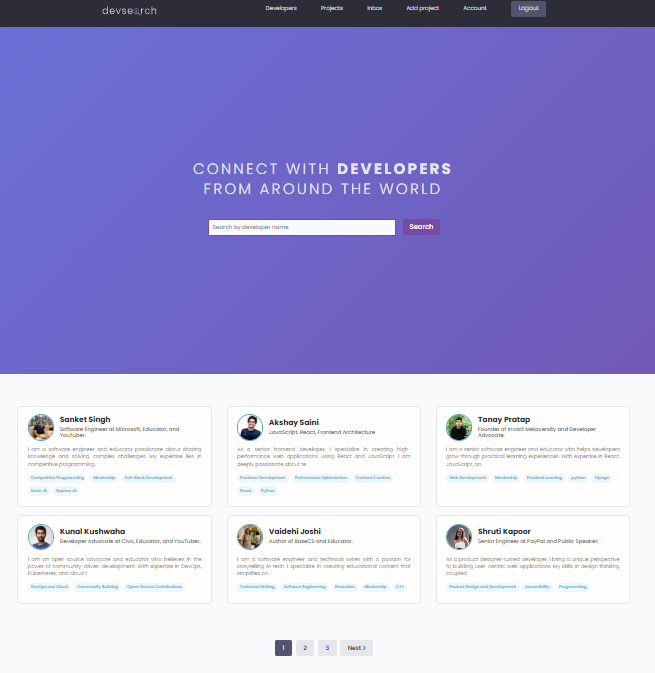 devsearch
Developers
Projects
Inbox
Add project
Account
Logout
CONNECT WITH DEVELOPERS
FROM AROUND THE WORLD
Search by developer name
Search
Sanket Singh
Software Engineer at Microsoft, Educator, and
YouTuber.
I am a software engineer and educator passionate about sharing
knowledge and solving complex challenges. My expertise lies in
competitive programming,
Competitive Programming
Mentorship
Full-Stack Development
Node JS
Express JS
Akshay Saini
JavaScript, React, Frontend Architecture
As a senior frontend developer, I specialize in creating high-
performance web applications using React and JavaScript. I am
deeply passionate about te
Frontend Development
Performance Optimization
Content Creation
React
Python
Tanay Pratap
Founder of Invact Metaversity and Developer
Advocate.
I am a senior software engineer and educator who helps developers
grow through practical learning experiences. With expertise in React,
JavaScript, an
Web Development
Mentorship
Practical Learning
python
Django
Kunal Kushwaha
Developer Advocate at Civo, Educator, and YouTuber.
I am an open source advocate and educator who believes in the
power of community driven development. With expertise in DevOps,
Kubernetes, and cloud t
DevOps and Cloud
Community Building
Open-Source Contributions
Vaidehi Joshi
Author of BaseCS and Educator.
I am a software engineer and technical writer with a passion for
storytelling in tech. I specialize in creating educational content that
simplifies co
Technical Writing
Software Engineering
Education
Mentorship
C++
Shruti Kapoor
Senior Engineer at PayPal and Public Speaker.
As a product designer turned developer, I bring a unique perspective
to building user centric web applications. My skills in design thinking,
coupled
Product Design and Development
Accessibility
Programming
1
2
3
Next ❯